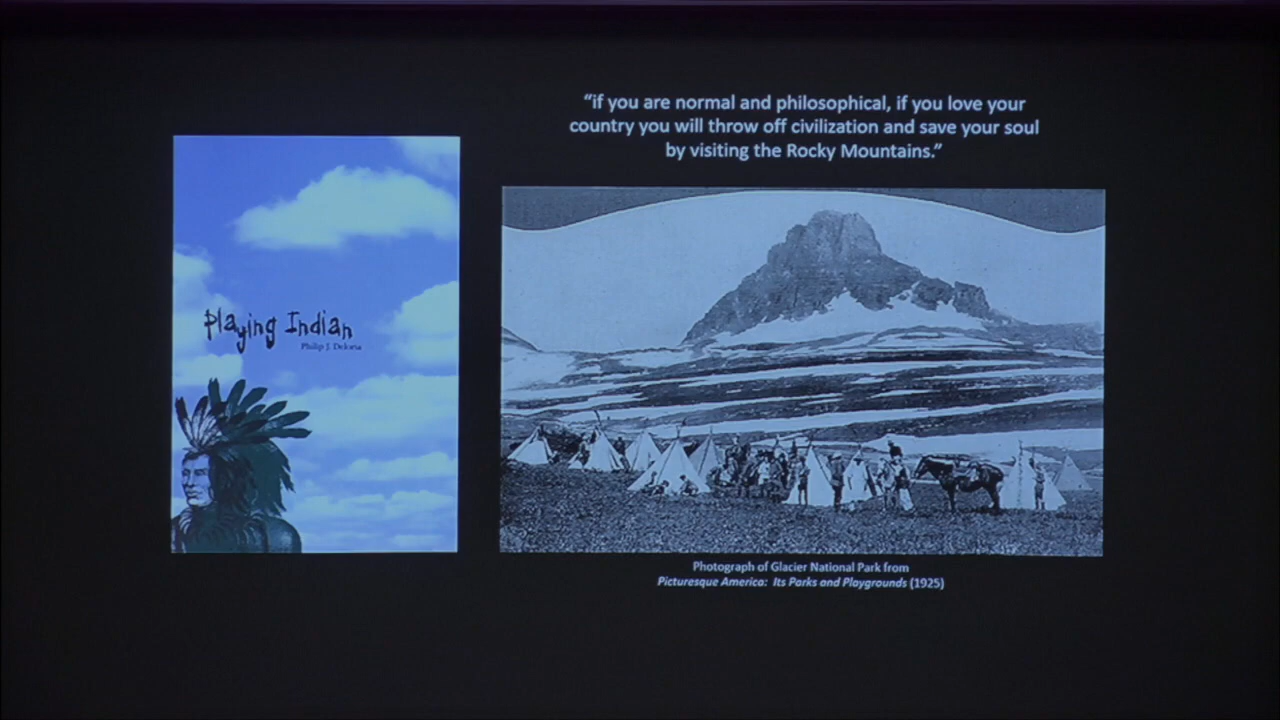 “if you are normal and philosophical, if you love your
country you will throw off civilization and save your soul
by visiting the Rocky Mountains.”
Playing Indian
Philip J. Deloria
Photograph of Glacier National Park from
Picturesque America: Its Parks and Playgrounds (1925)